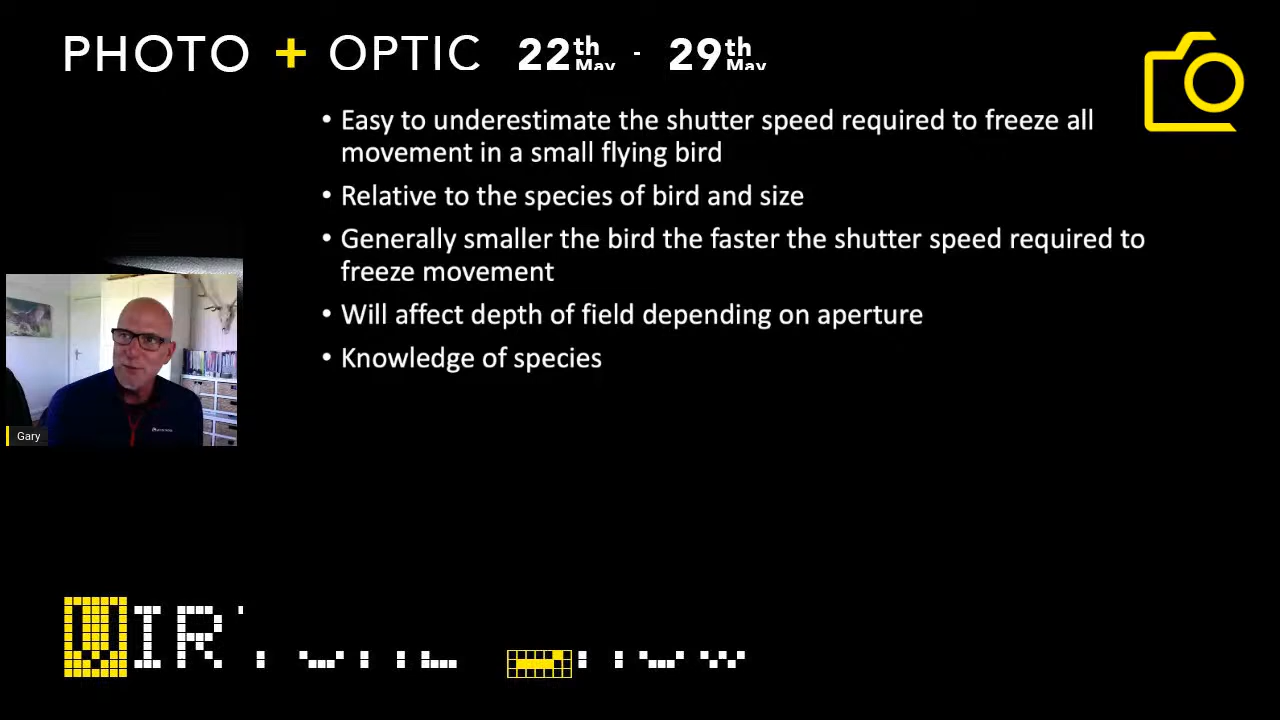 PHOTO + OPTIC 22th May - 29th May
• Easy to underestimate the shutter speed required to freeze all
movement in a small flying bird
• Relative to the species of bird and size
• Generally smaller the bird the faster the shutter speed required to
freeze movement
• Will affect depth of field depending on aperture
• Knowledge of species
Gary